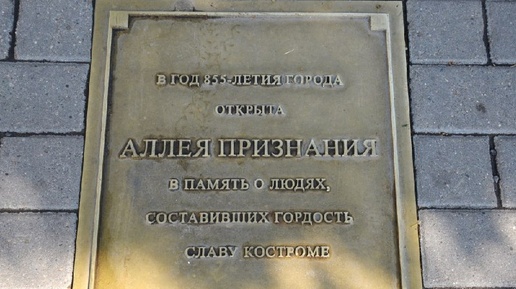 В ГОД 855-ЛЕТИЯ ГОРОДА
ОТКРЫТА
АЛЛЕЯ ПРИЗНАНИЯ
В ПАМЯТЬ О ЛЮДЯХ,
СОСТАВИВШИХ ГОРДОСТЬ
СЛАВУ КОСТРОМЕ